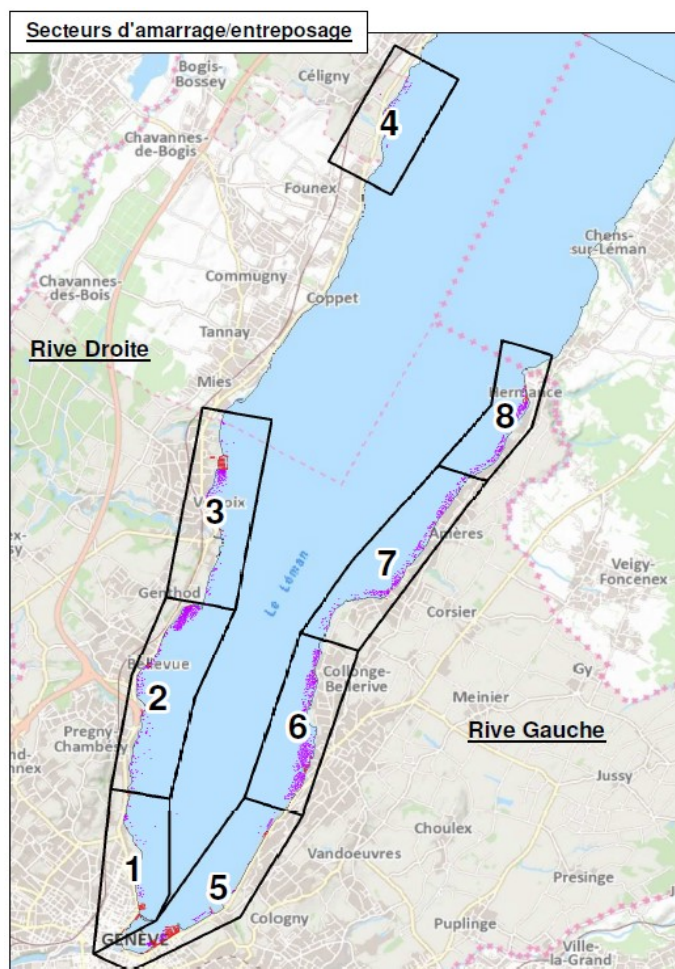 Secteurs d'amarrage/entreposage
Bogis-
Bossey
Céligny
4
Chavannes-
de-Bogis
Founex
Chens-
sur-Léman
Chavannes-
des-Bois
Commugny
Coppet
Tannay
Rive Droite
Mies
Hermance
8
3
7
Anières
Le Léman
Veigy-
Foncenex
Genthod
Corsier
Bellevue
Collonge-
Bellerive
Gy
2
Meinier
6
Rive Gauche
Pregny-
Chambésy
Jussy
Choulex
1
Vandoeuvres
5
Presinge
Cologny
Puplinge
GENÈVE
Ville-
la-Grand